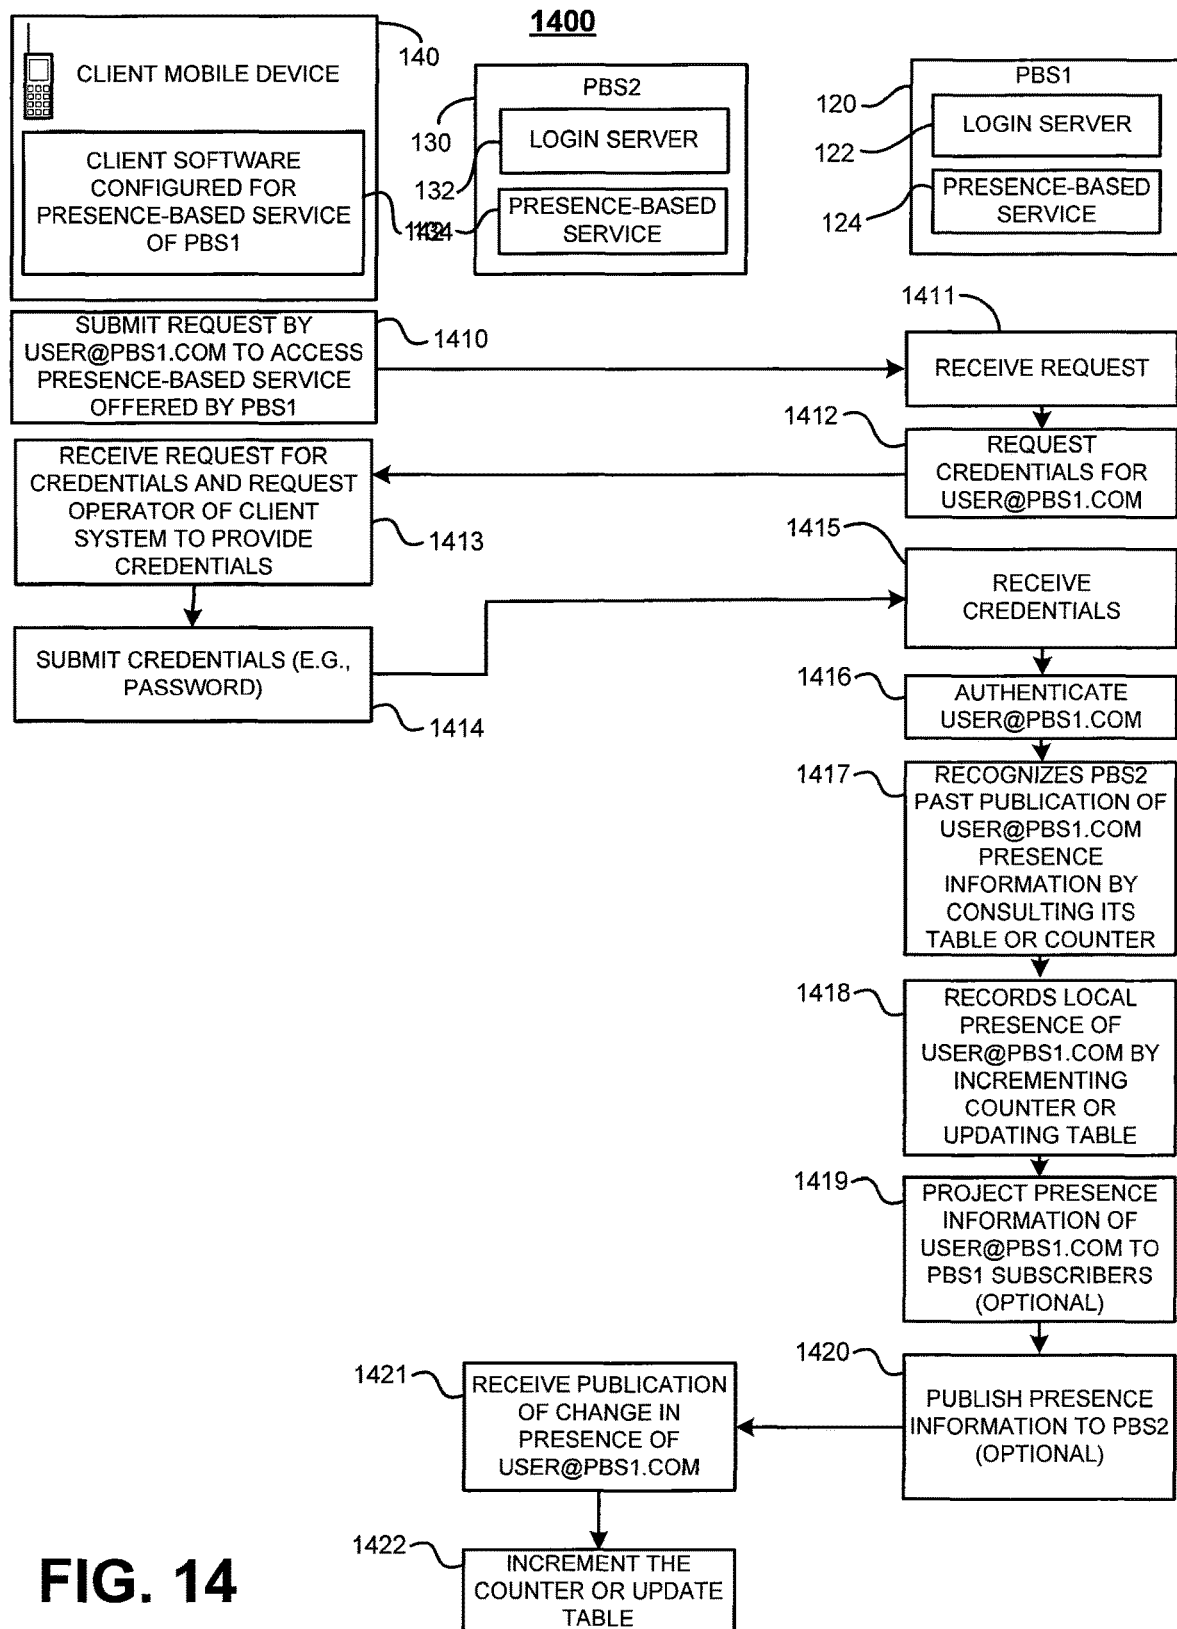 1400
140
CLIENT MOBILE DEVICE
CLIENT SOFTWARE
CONFIGURED FOR
PRESENCE-BASED SERVICE
OF PBS1
PBS2
130
LOGIN SERVER
132
PRESENCE-BASED
SERVICE
PBS1
120
LOGIN SERVER
122
PRESENCE-BASED
SERVICE
124
SUBMIT REQUEST BY
USER@PBS1.COM TO ACCESS
PRESENCE-BASED SERVICE
OFFERED BY PBS1
1410
1411
RECEIVE REQUEST
1412
REQUEST
CREDENTIALS FOR
USER@PBS1.COM
RECEIVE REQUEST FOR
CREDENTIALS AND REQUEST
OPERATOR OF CLIENT
SYSTEM TO PROVIDE
CREDENTIALS
1413
SUBMIT CREDENTIALS (E.G.,
PASSWORD)
1414
1415
RECEIVE
CREDENTIALS
1416
AUTHENTICATE
USER@PBS1.COM
1417
RECOGNIZES PBS2
PAST PUBLICATION OF
USER@PBS1.COM
PRESENCE
INFORMATION BY
CONSULTING ITS
TABLE OR COUNTER
1418
RECORDS LOCAL
PRESENCE OF
USER@PBS1.COM BY
INCREMENTING
COUNTER OR
UPDATING TABLE
1419
PROJECT PRESENCE
INFORMATION OF
USER@PBS1.COM TO
PBS1 SUBSCRIBERS
(OPTIONAL)
1420
PUBLISH PRESENCE
INFORMATION TO PBS2
(OPTIONAL)
1421
RECEIVE PUBLICATION
OF CHANGE IN
PRESENCE OF
USER@PBS1.COM
1422
INCREMENT THE
COUNTER OR UPDATE
TABLE
FIG. 14